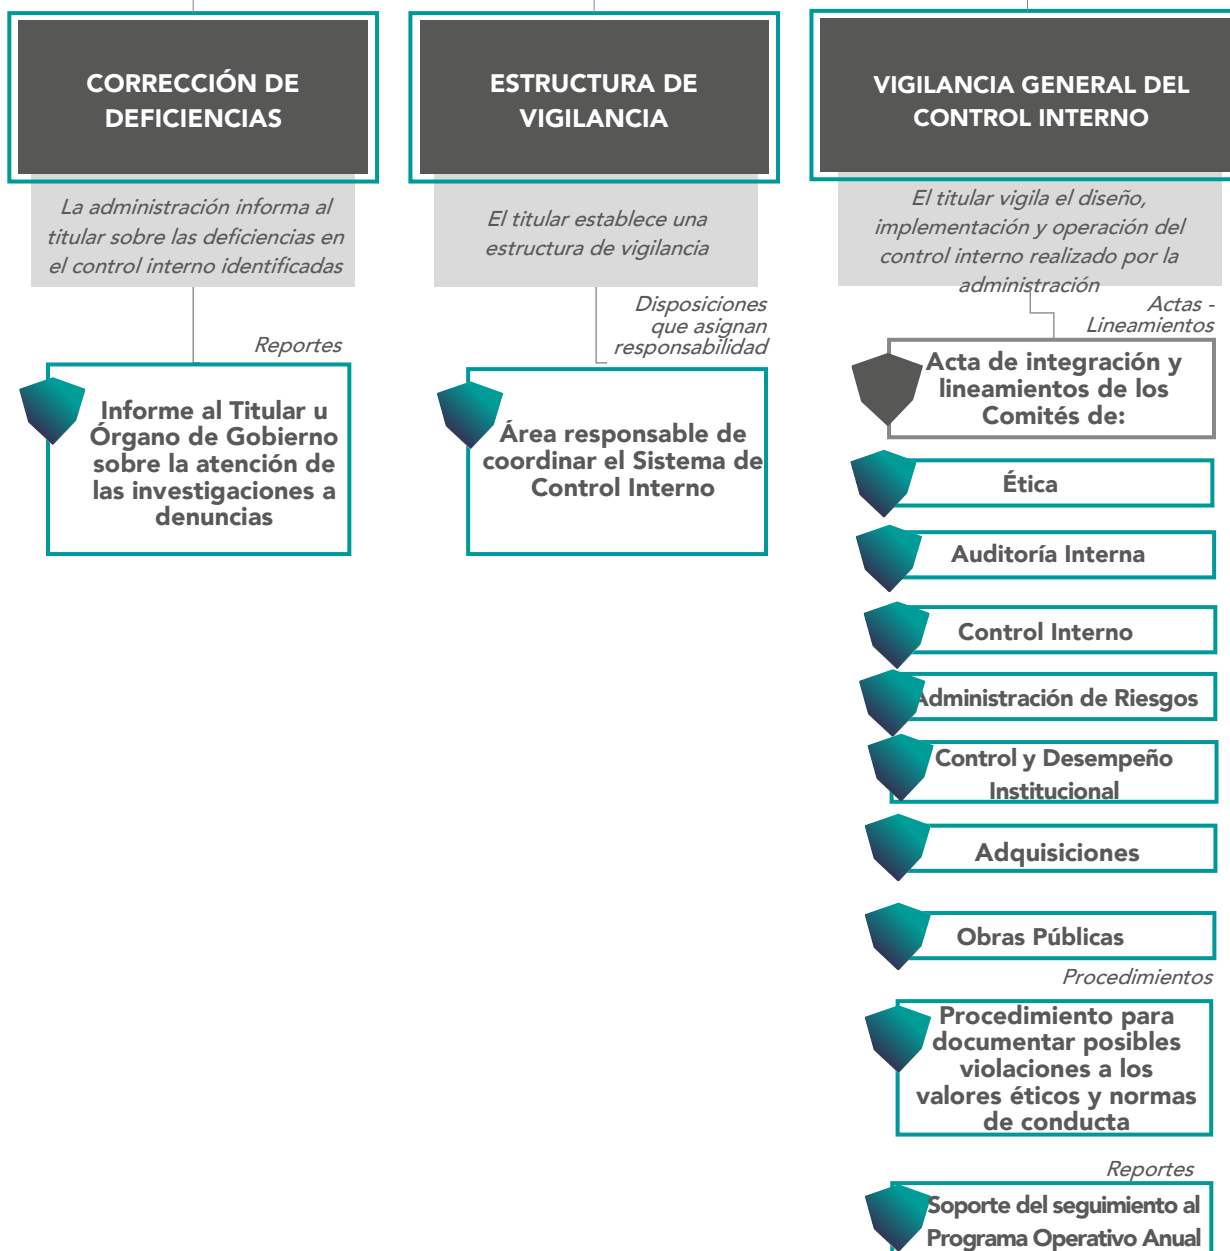 CORRECCIÓN DE
DEFICIENCIAS
La administración informa al
titular sobre las deficiencias en
el control interno identificadas
Reportes
Informe al Titular u
Órgano de Gobierno
sobre la atención de
las investigaciones a
denuncias
ESTRUCTURA DE
VIGILANCIA
El titular establece una
estructura de vigilancia
Disposiciones
que asignan
responsabilidad
Área responsable de
coordinar el Sistema de
Control Interno
VIGILANCIA GENERAL DEL
CONTROL INTERNO
El titular vigila el diseño,
implementación y operación del
control interno realizado por la
administración
Actas -
Lineamientos
Acta de integración y
lineamientos de los
Comités de:
Ética
Auditoría Interna
Control Interno
Administración de Riesgos
Control y Desempeño
Institucional
Adquisiciones
Obras Públicas
Procedimientos
Procedimiento para
documentar posibles
violaciones a los
valores éticos y normas
de conducta
Reportes
Soporte del seguimiento al
Programa Operativo Anual